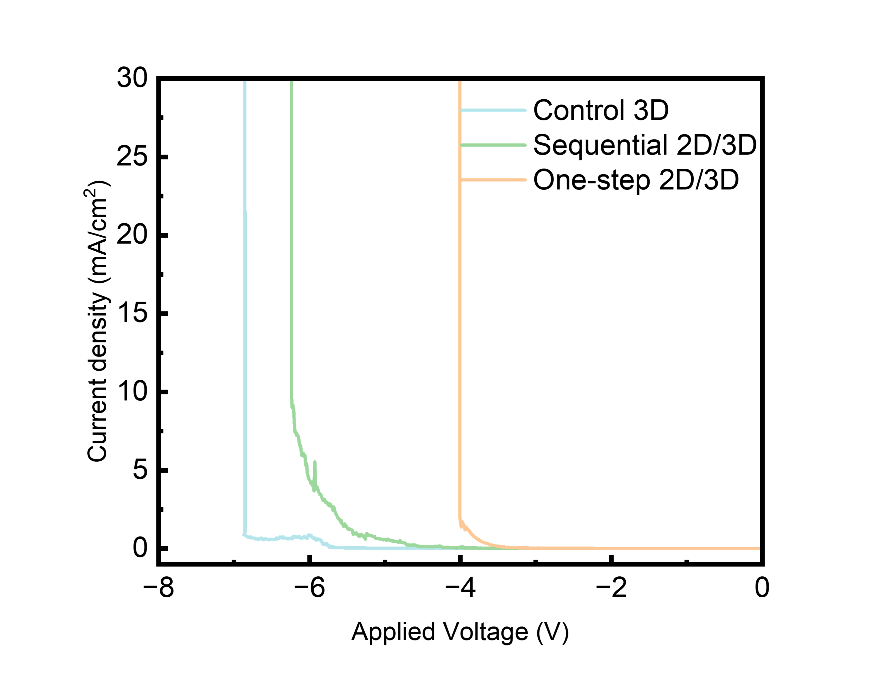 30
25
20
15
10
5
0
−8
−6
−4
−2
0
Current density (mA/cm²)
Applied Voltage (V)
Control 3D
Sequential 2D/3D
One-step 2D/3D